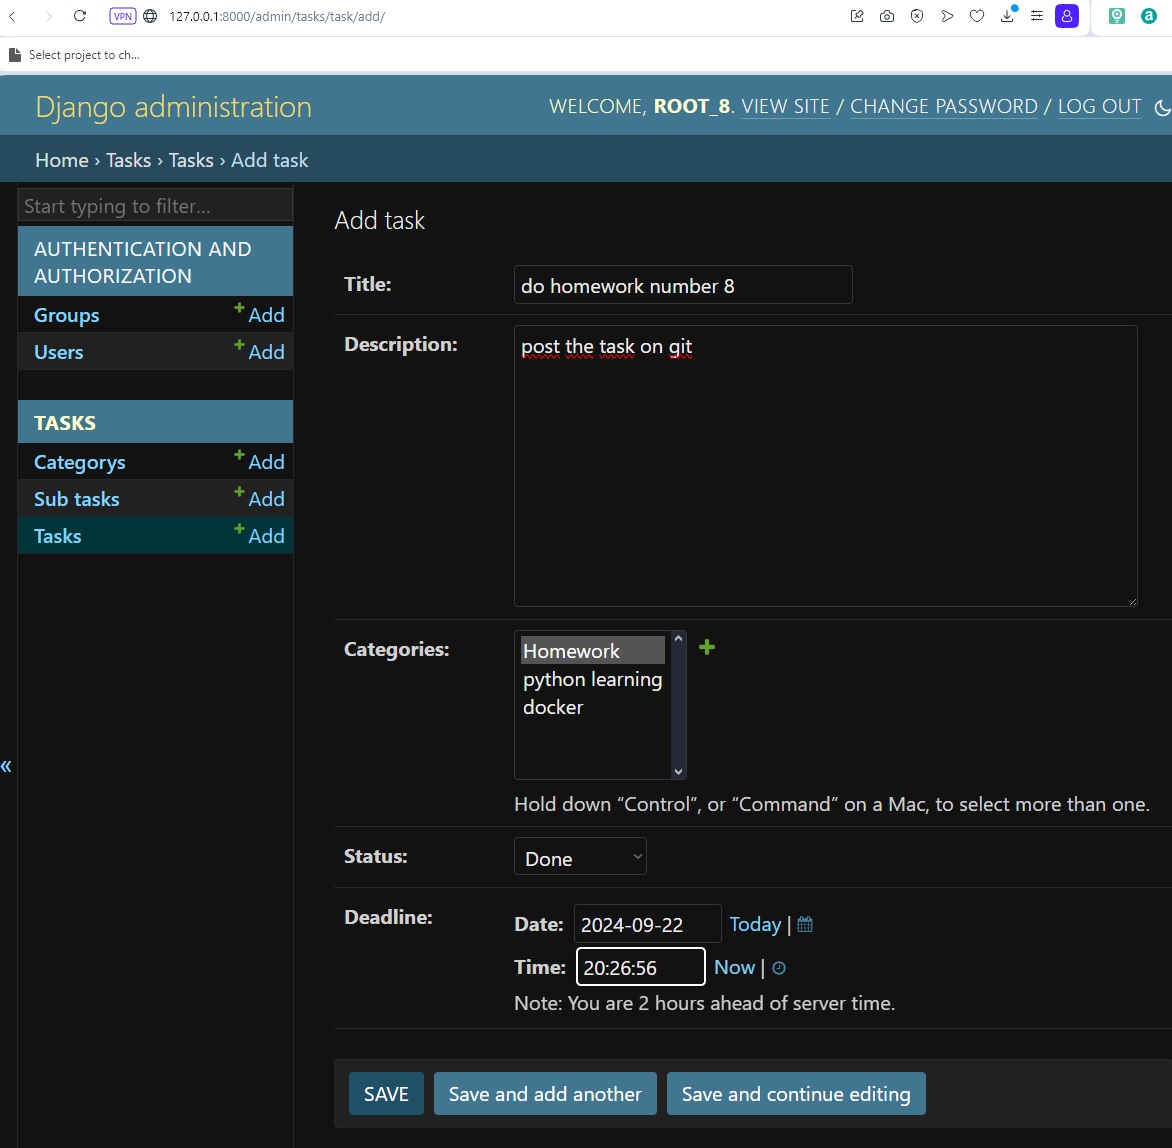 VPN 127.0.0.1:8000/admin/tasks/task/add/
Select project to ch...
Django administration
WELCOME, ROOT_8. VIEW SITE / CHANGE PASSWORD / LOG OUT
Home › Tasks › Tasks › Add task
Start typing to filter...
AUTHENTICATION AND
AUTHORIZATION
Groups + Add
Users + Add
TASKS
Categorys + Add
Sub tasks + Add
Tasks + Add
«
Add task
Title: do homework number 8
Description: post the task on git
Categories: Homework
python learning
docker
Hold down “Control”, or “Command” on a Mac, to select more than one.
Status: Done
Deadline: Date: 2024-09-22 Today |
Time: 20:26:56 Now |
Note: You are 2 hours ahead of server time.
SAVE Save and add another Save and continue editing